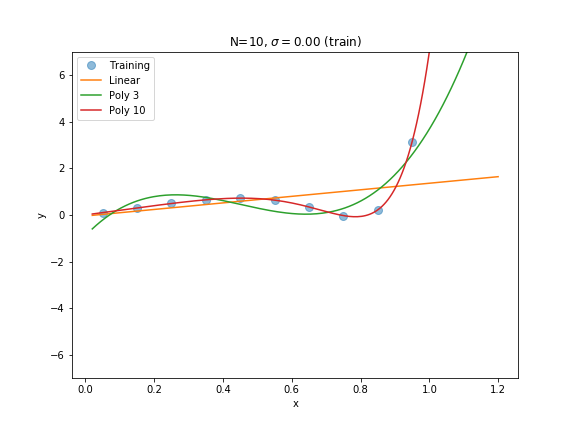 N=10, σ = 0.00 (train)
Training
Linear
Poly 3
Poly 10
y
6
4
2
0
−2
−4
−6
0.0 0.2 0.4 0.6 0.8 1.0 1.2
x